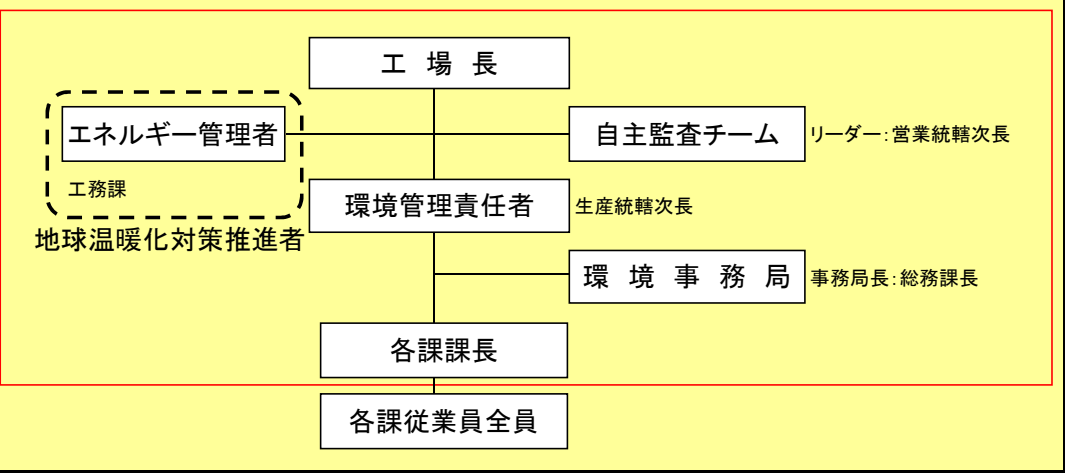 工 場 長
エネルギー管理者
自主監査チーム
リーダー：営業統轄次長
工務課
環境管理責任者
生産統轄次長
地球温暖化対策推進者
環 境 事 務 局
事務局長：総務課長
各課課長
各課従業員全員